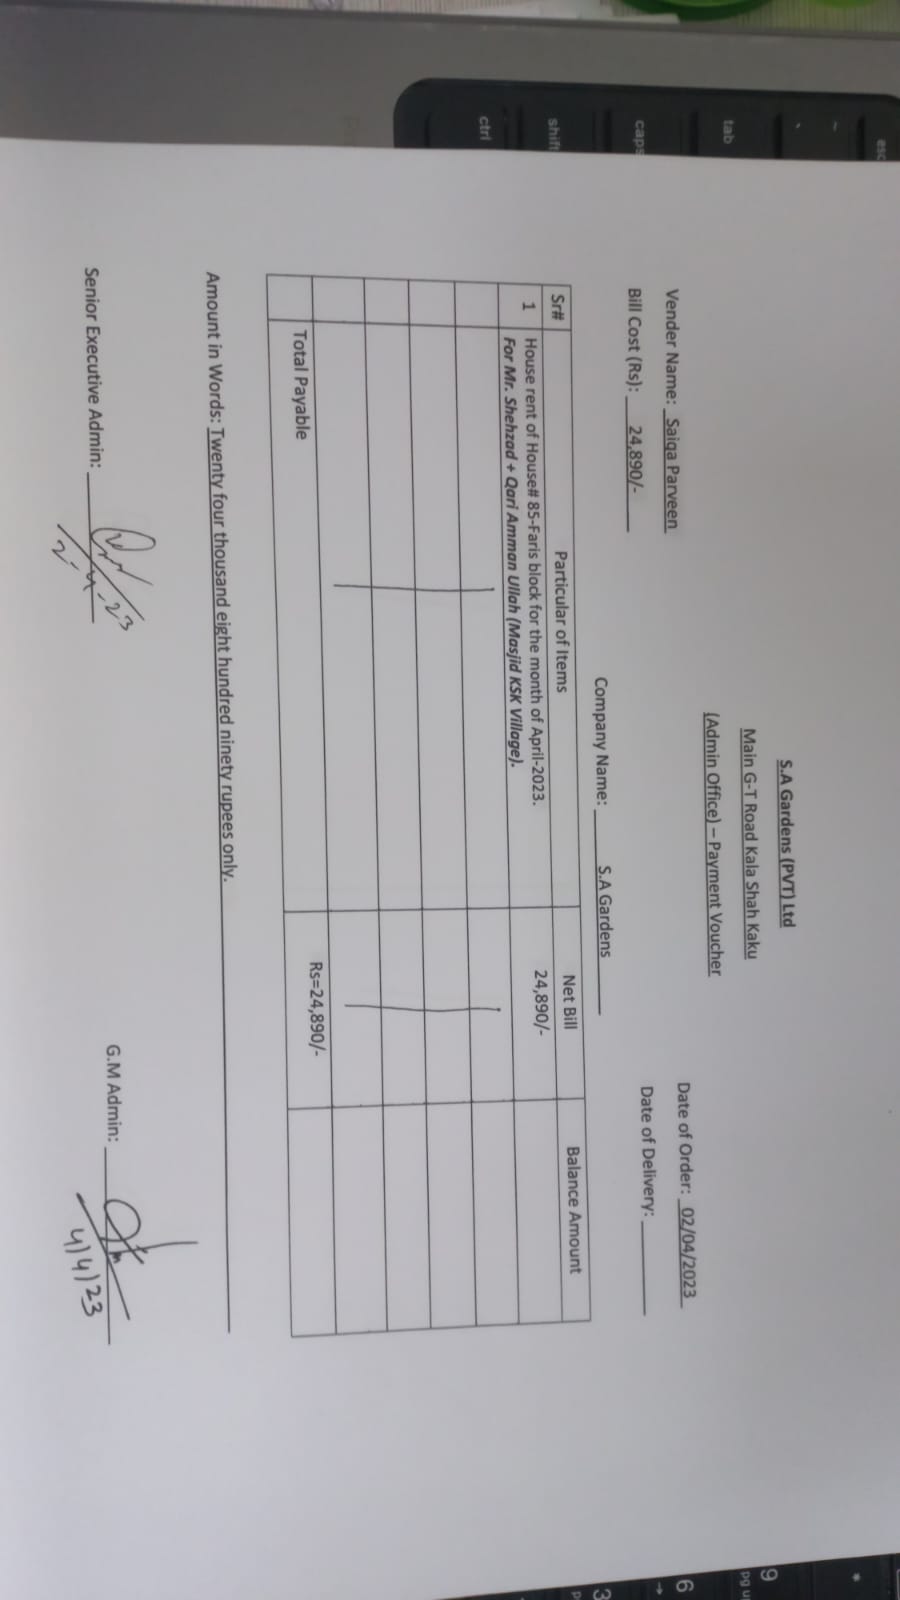 S.A Gardens (PVT) Ltd
Main G-T Road Kala Shah Kaku
(Admin Office) – Payment Voucher
Vender Name: Saiqa Parveen Date of Order: 02/04/2023
Bill Cost (Rs): 24,890/- Company Name: S.A Gardens Date of Delivery:
Sr# Particular of Items Net Bill Balance Amount
1 House rent of House# 85-Faris block for the month of April-2023. 24,890/-
For Mr. Shehzad + Qari Amman Ullah (Masjid KSK Village).
Total Payable Rs=24,890/-
Amount in Words: Twenty four thousand eight hundred ninety rupees only.
Senior Executive Admin: G.M Admin:
4/4/23
esc
tab
caps
shift
ctrl
~
`
*
9
pg u
6
→
3